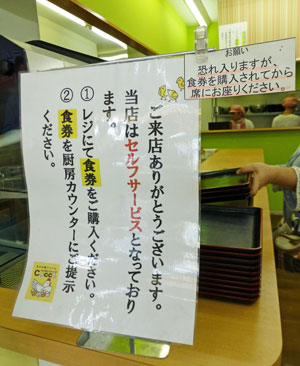 お願い
恐れ入りますが、
食券を購入されてから
席にお座りください。
ご来店ありがとうございます。
当店はセルフサービスとなっており
ます。
①レジにて食券をご購入ください。
②食券を厨房カウンターにご提示
ください。